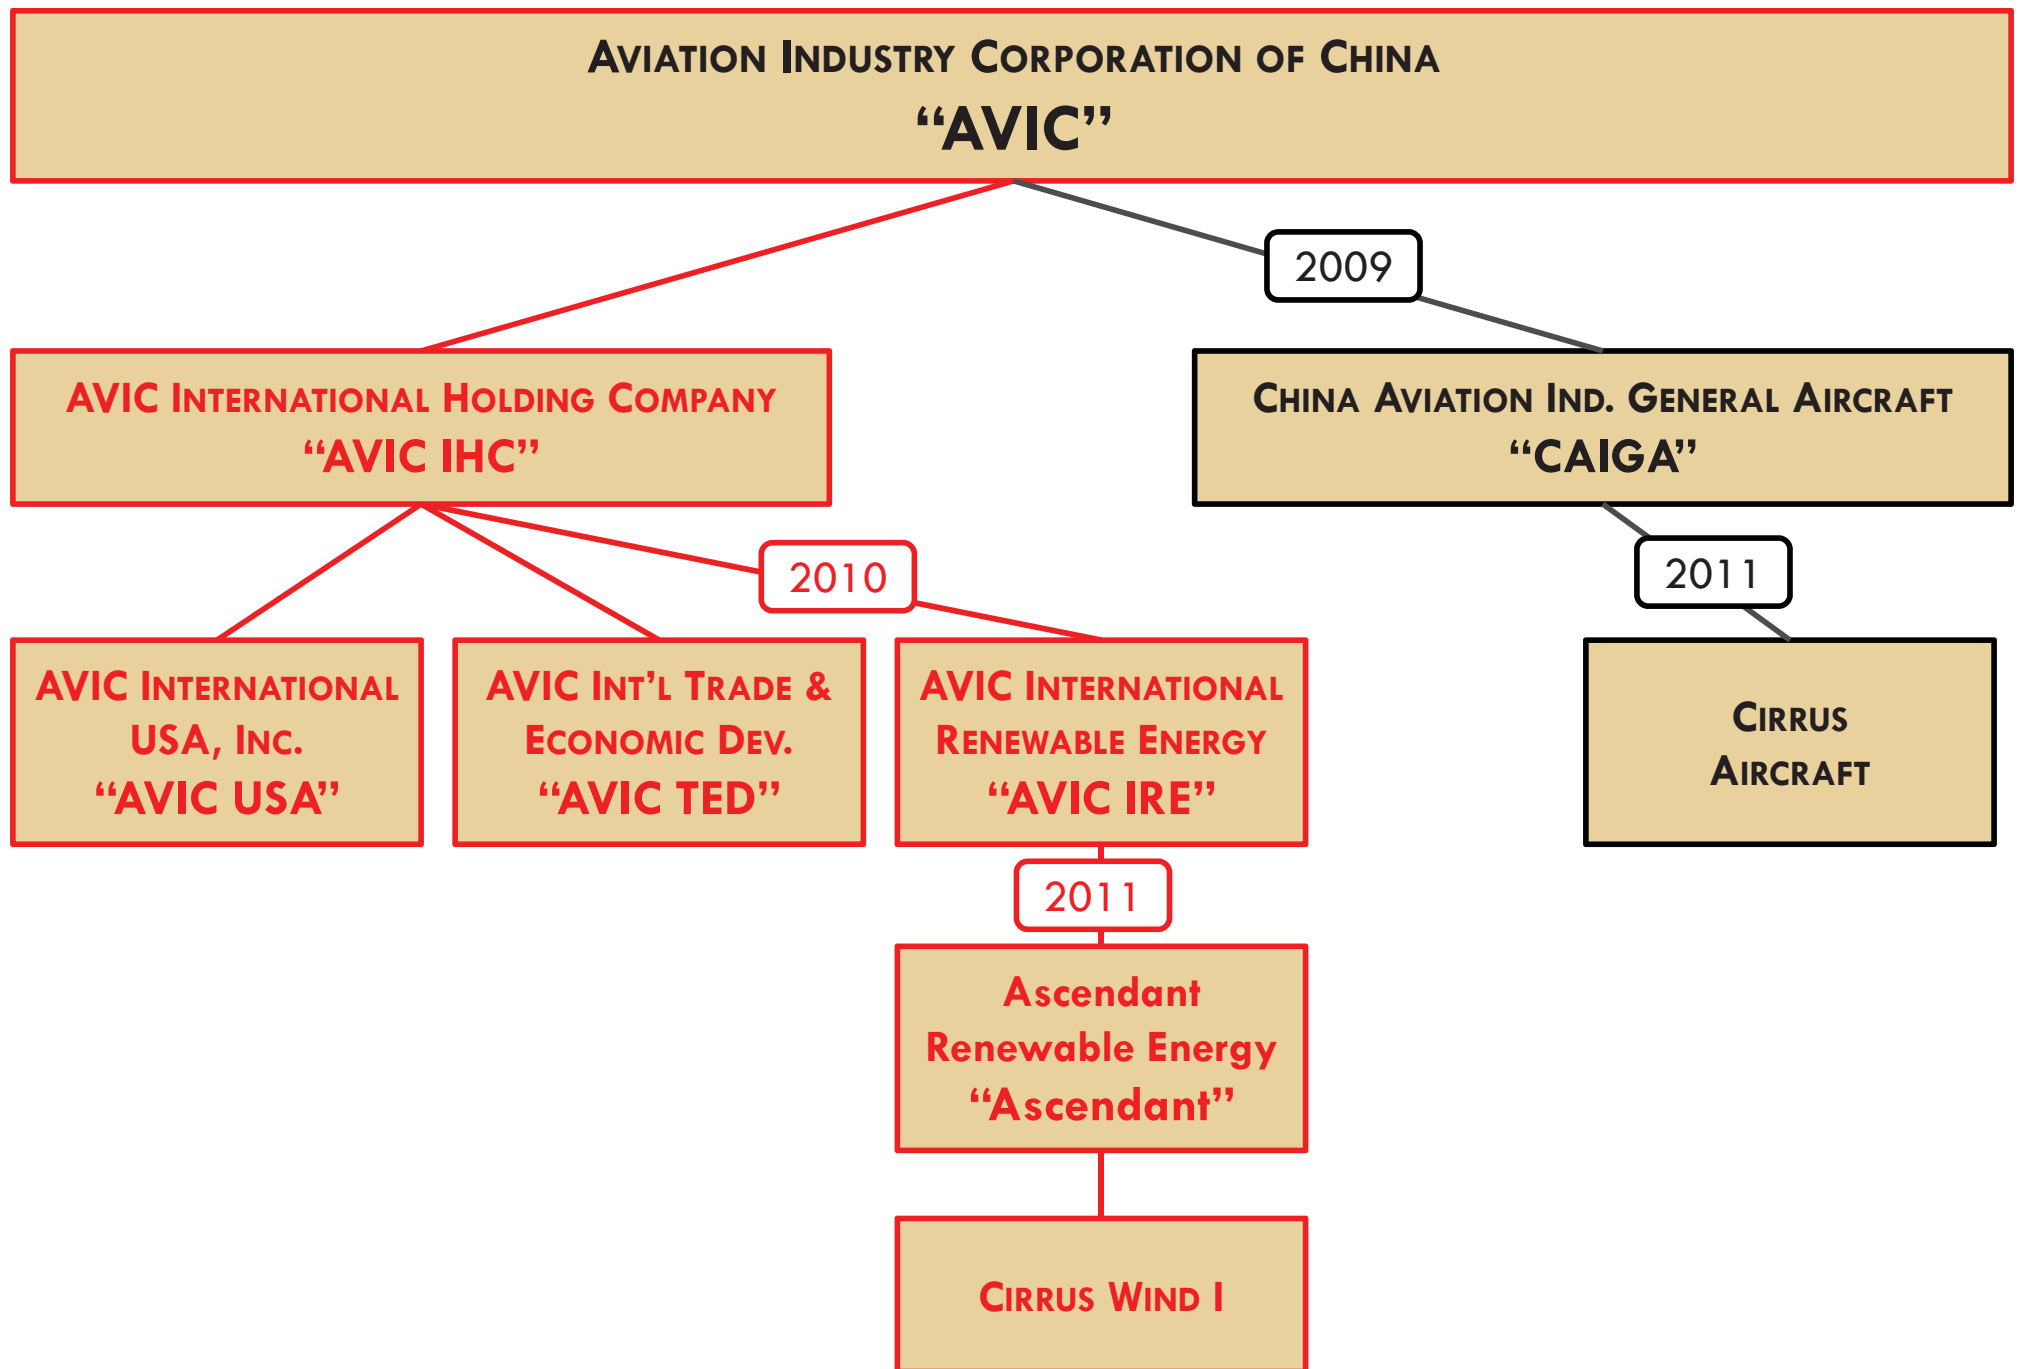 AVIATION INDUSTRY CORPORATION OF CHINA
“AVIC”
2009
AVIC INTERNATIONAL HOLDING COMPANY
“AVIC IHC”
CHINA AVIATION IND. GENERAL AIRCRAFT
“CAIGA”
2010
2011
AVIC INTERNATIONAL
USA, INC.
“AVIC USA”
AVIC INT’L TRADE &
ECONOMIC DEV.
“AVIC TED”
AVIC INTERNATIONAL
RENEWABLE ENERGY
“AVIC IRE”
CIRRUS
AIRCRAFT
2011
Ascendant
Renewable Energy
“Ascendant”
CIRRUS WIND I